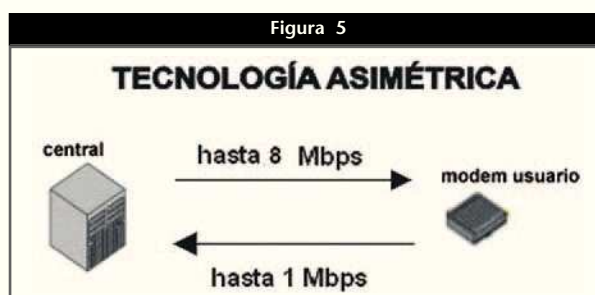 Figura 5
TECNOLOGÍA ASIMÉTRICA
central
hasta 8 Mbps
modem usuario
hasta 1 Mbps